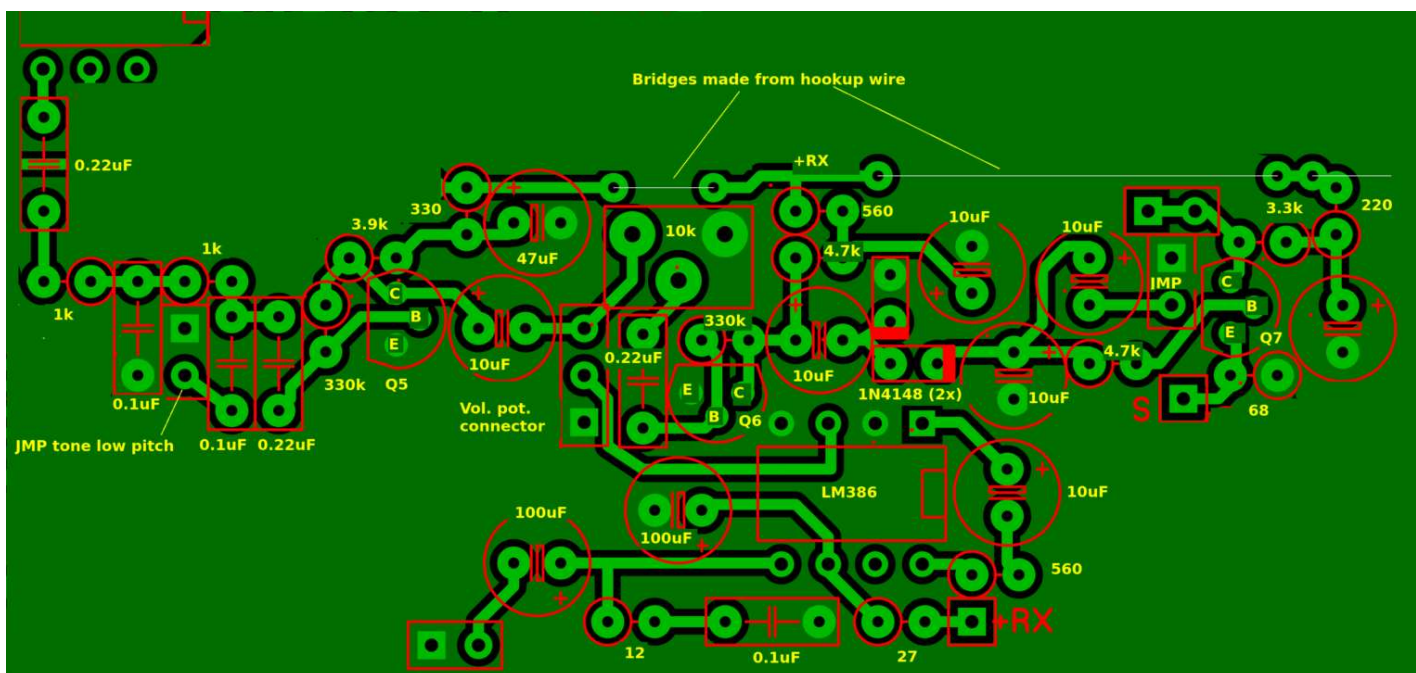 Bridges made from hookup wire
+RX
0.22uF
330
3.9k
560
10uF
10uF
3.3k
220
10k
4.7k
1k
47uF
C
JMP
C
B
1k
B
E
330k
E
Q7
0.22uF
10uF
330k
Q5
10uF
4.7k
E
C
1N4148 (2x)
10uF
0.1uF
Vol. pot.
connector
B
Q6
S
68
JMP tone low pitch
0.1uF
0.22uF
LM386
10uF
100uF
100uF
560
+RX
12
0.1uF
27